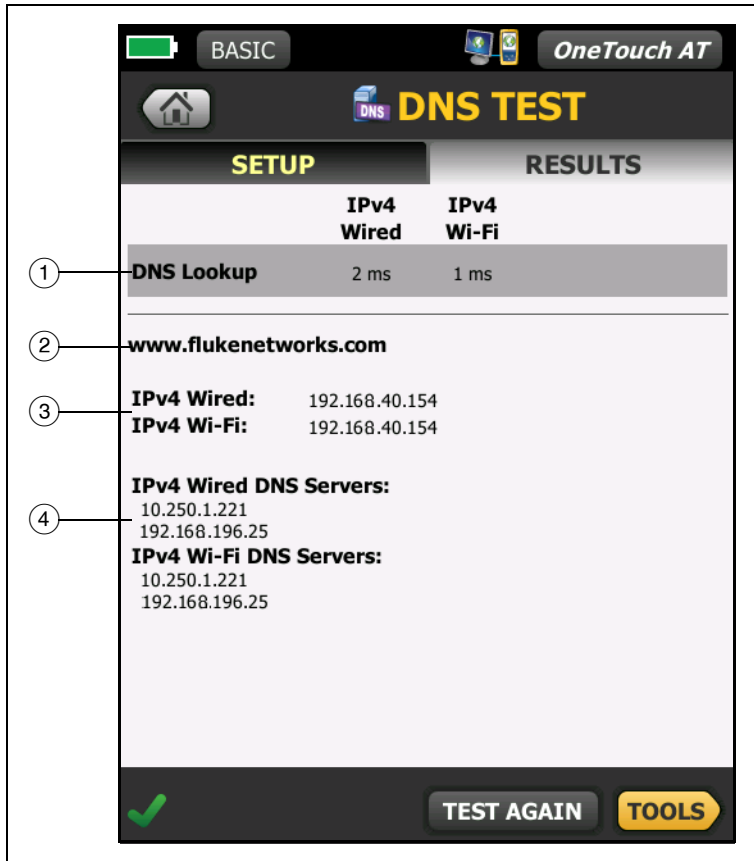 BASIC OneTouch AT
DNS DNS TEST
SETUP RESULTS
IPv4 IPv4
Wired Wi-Fi
1 DNS Lookup 2 ms 1 ms
2 www.flukenetworks.com
3 IPv4 Wired: 192.168.40.154
IPv4 Wi-Fi: 192.168.40.154
IPv4 Wired DNS Servers:
10.250.1.221
4 192.168.196.25
IPv4 Wi-Fi DNS Servers:
10.250.1.221
192.168.196.25
TEST AGAIN TOOLS